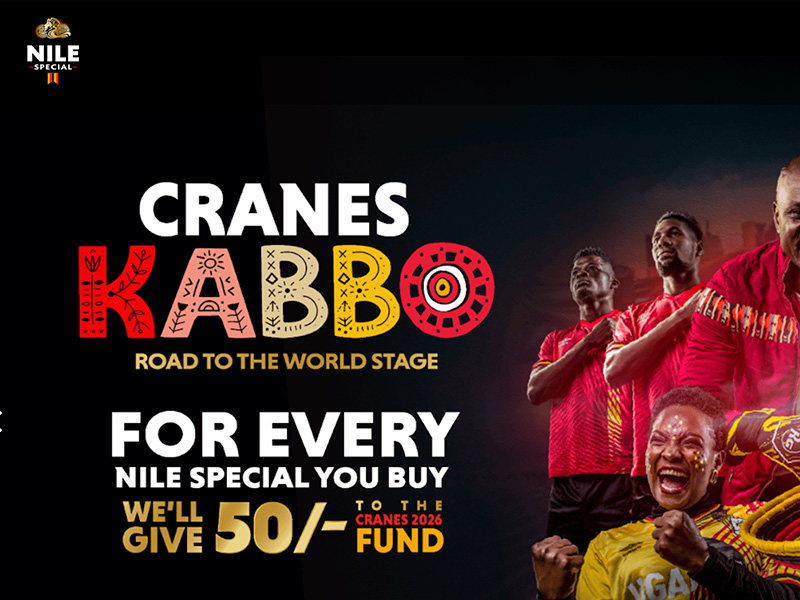 NILE
SPECIAL
CRANES
KABBO
ROAD TO THE WORLD STAGE
FOR EVERY
NILE SPECIAL YOU BUY
WE'LL
GIVE
50/-
TO THE
CRANES 2026
FUND
UGA